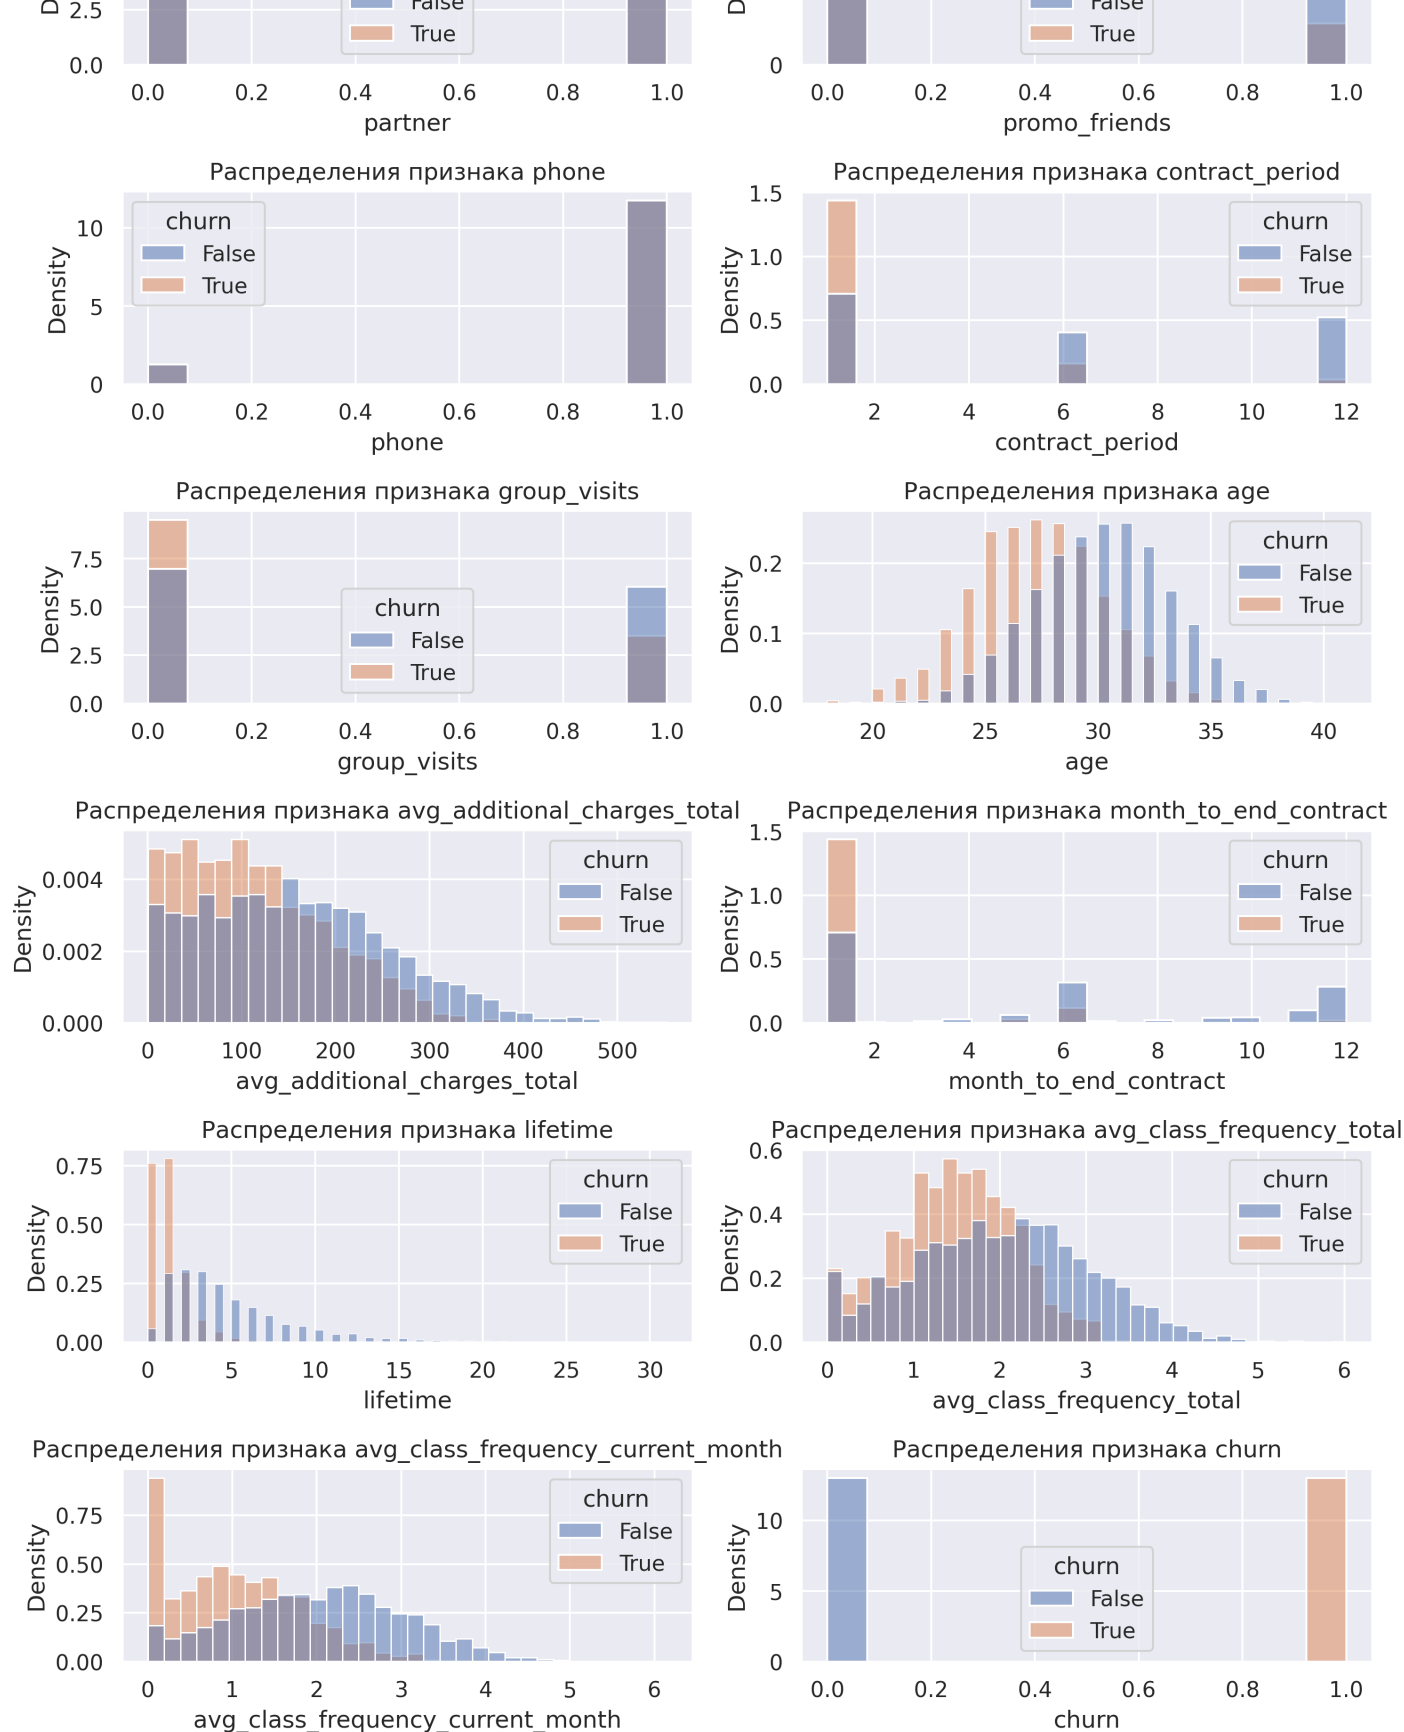 2.5
0.0
D
False
True
0.0 0.2 0.4 0.6 0.8 1.0
partner
0
D
False
True
0.0 0.2 0.4 0.6 0.8 1.0
promo_friends
Распределения признака phone
10
5
0
Density
churn
False
True
0.0 0.2 0.4 0.6 0.8 1.0
phone
Распределения признака contract_period
1.5
1.0
0.5
0.0
Density
churn
False
True
2 4 6 8 10 12
contract_period
Распределения признака group_visits
7.5
5.0
2.5
0.0
Density
churn
False
True
0.0 0.2 0.4 0.6 0.8 1.0
group_visits
Распределения признака age
0.2
0.1
0.0
Density
churn
False
True
20 25 30 35 40
age
Распределения признака avg_additional_charges_total
0.004
0.002
0.000
Density
churn
False
True
0 100 200 300 400 500
avg_additional_charges_total
Распределения признака month_to_end_contract
1.5
1.0
0.5
0.0
Density
churn
False
True
2 4 6 8 10 12
month_to_end_contract
Распределения признака lifetime
0.75
0.50
0.25
0.00
Density
churn
False
True
0 5 10 15 20 25 30
lifetime
Распределения признака avg_class_frequency_total
0.6
0.4
0.2
0.0
Density
churn
False
True
0 1 2 3 4 5 6
avg_class_frequency_total
Распределения признака avg_class_frequency_current_month
0.75
0.50
0.25
0.00
Density
churn
False
True
0 1 2 3 4 5 6
avg_class_frequency_current_month
Распределения признака churn
10
5
0
Density
churn
False
True
0.0 0.2 0.4 0.6 0.8 1.0
churn